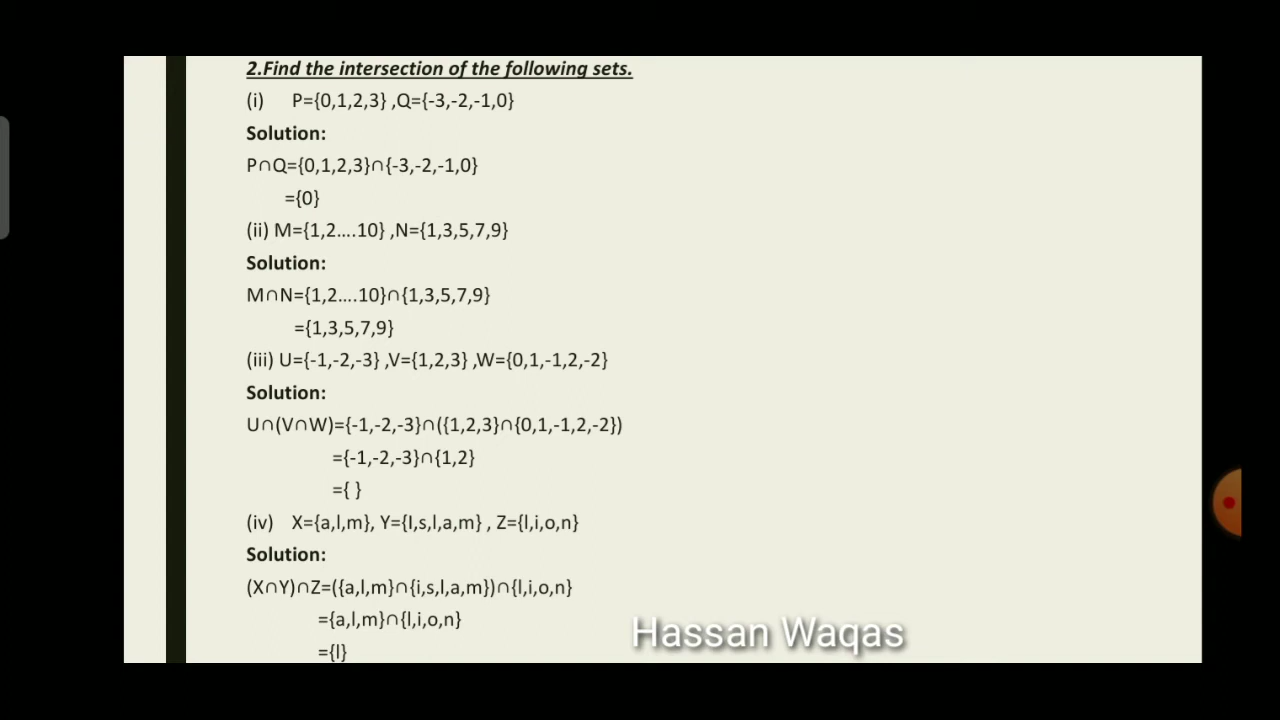 2.Find the intersection of the following sets.
(i) P={0,1,2,3} ,Q={-3,-2,-1,0}
Solution:
P∩Q={0,1,2,3}∩{-3,-2,-1,0}
={0}
(ii) M={1,2....10} ,N={1,3,5,7,9}
Solution:
M∩N={1,2....10}∩{1,3,5,7,9}
={1,3,5,7,9}
(iii) U={-1,-2,-3} ,V={1,2,3} ,W={0,1,-1,2,-2}
Solution:
U∩(V∩W)={-1,-2,-3}∩({1,2,3}∩{0,1,-1,2,-2})
={-1,-2,-3}∩{1,2}
={ }
(iv) X={a,l,m}, Y={I,s,l,a,m} , Z={l,i,o,n}
Solution:
(X∩Y)∩Z=({a,l,m}∩{i,s,l,a,m})∩{l,i,o,n}
={a,l,m}∩{l,i,o,n}
={l}
Hassan Waqas